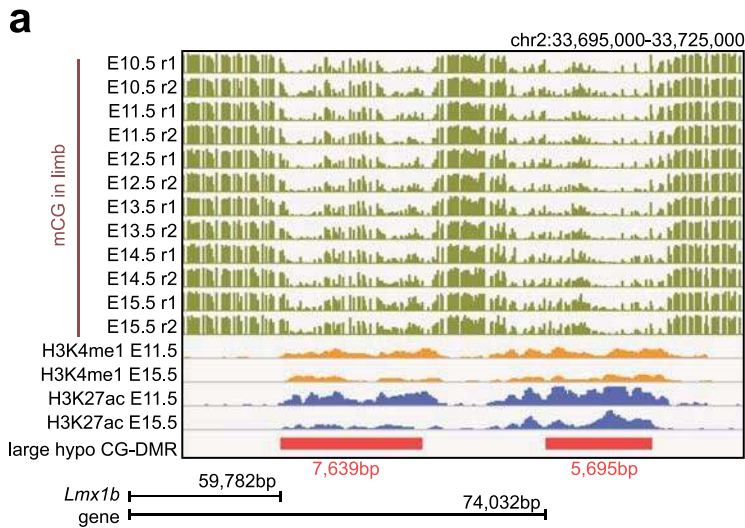 a
chr2:33,695,000-33,725,000
mCG in limb
E10.5 r1
E10.5 r2
E11.5 r1
E11.5 r2
E12.5 r1
E12.5 r2
E13.5 r1
E13.5 r2
E14.5 r1
E14.5 r2
E15.5 r1
E15.5 r2
H3K4me1 E11.5
H3K4me1 E15.5
H3K27ac E11.5
H3K27ac E15.5
large hypo CG-DMR
7,639bp
5,695bp
59,782bp
Lmx1b
74,032bp
gene